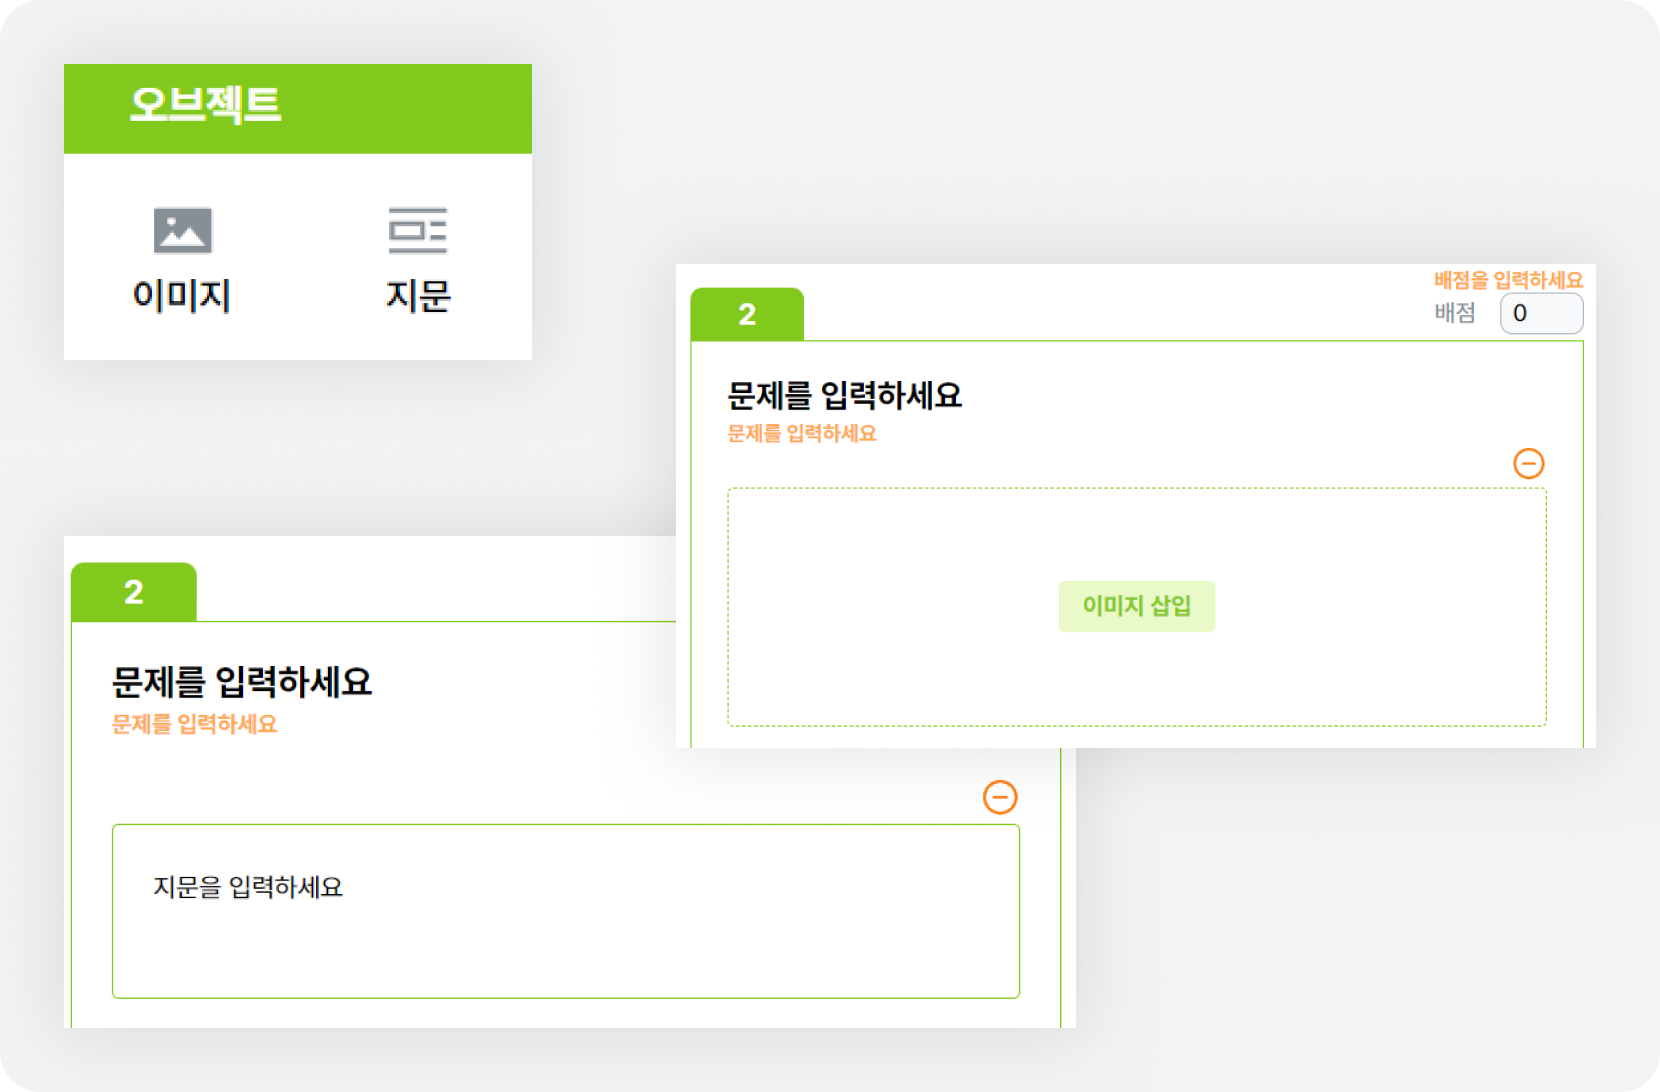 오브젝트
이미지
지문
배점을 입력하세요
2
배점 0
문제를 입력하세요
문제를 입력하세요
이미지 삽입
2
문제를 입력하세요
문제를 입력하세요
지문을 입력하세요